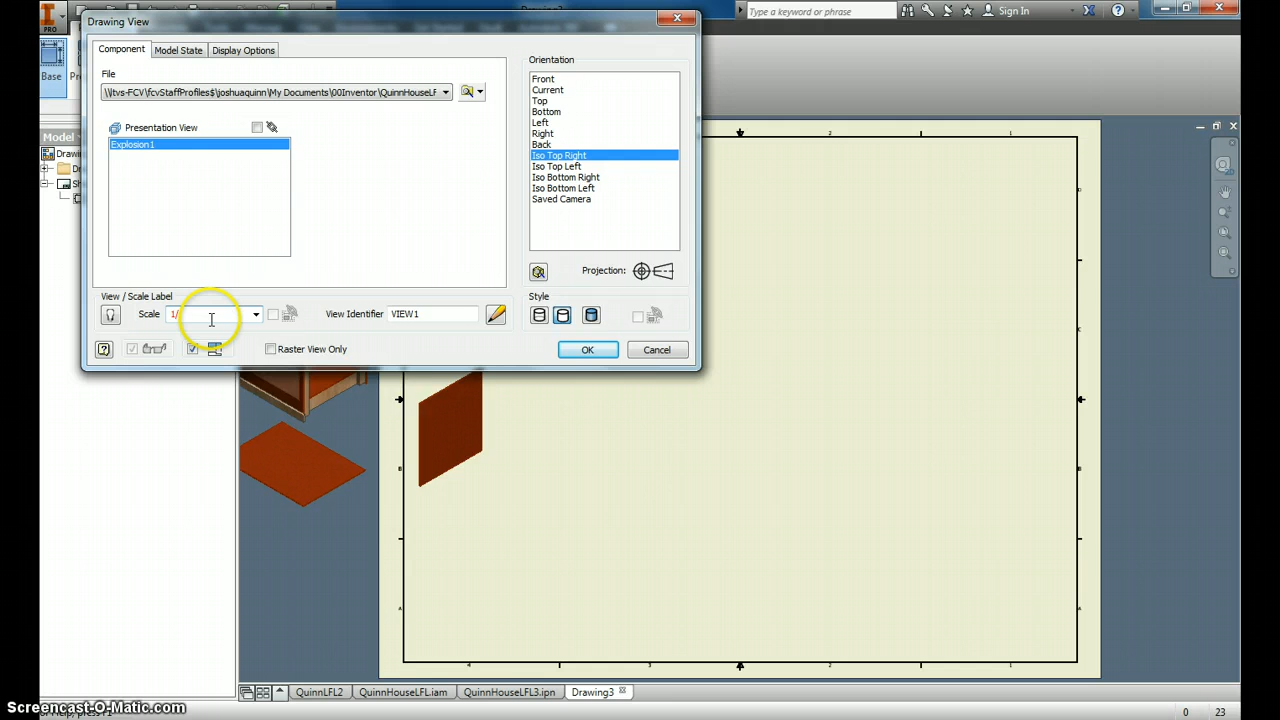 Drawing View
Type a keyword or phrase
Sign In
PRO
Base
Component
Model State
Display Options
File
\\ltvs-FCV\fcvStaffProfiles$\joshuaquinn\My Documents\00Inventor\QuinnHouseLF
Presentation View
Explosion1
Orientation
Front
Current
Top
Bottom
Left
Right
Back
Iso Top Right
Iso Top Left
Iso Bottom Right
Iso Bottom Left
Saved Camera
Projection:
View / Scale Label
Scale
1/
View Identifier
VIEW1
Style
Raster View Only
OK
Cancel
Model
Drawin
QuinnLFL2
QuinnHouseLFL.iam
QuinnHouseLFL3.ipn
Drawing3
Screencast-O-Matic.com
0
23